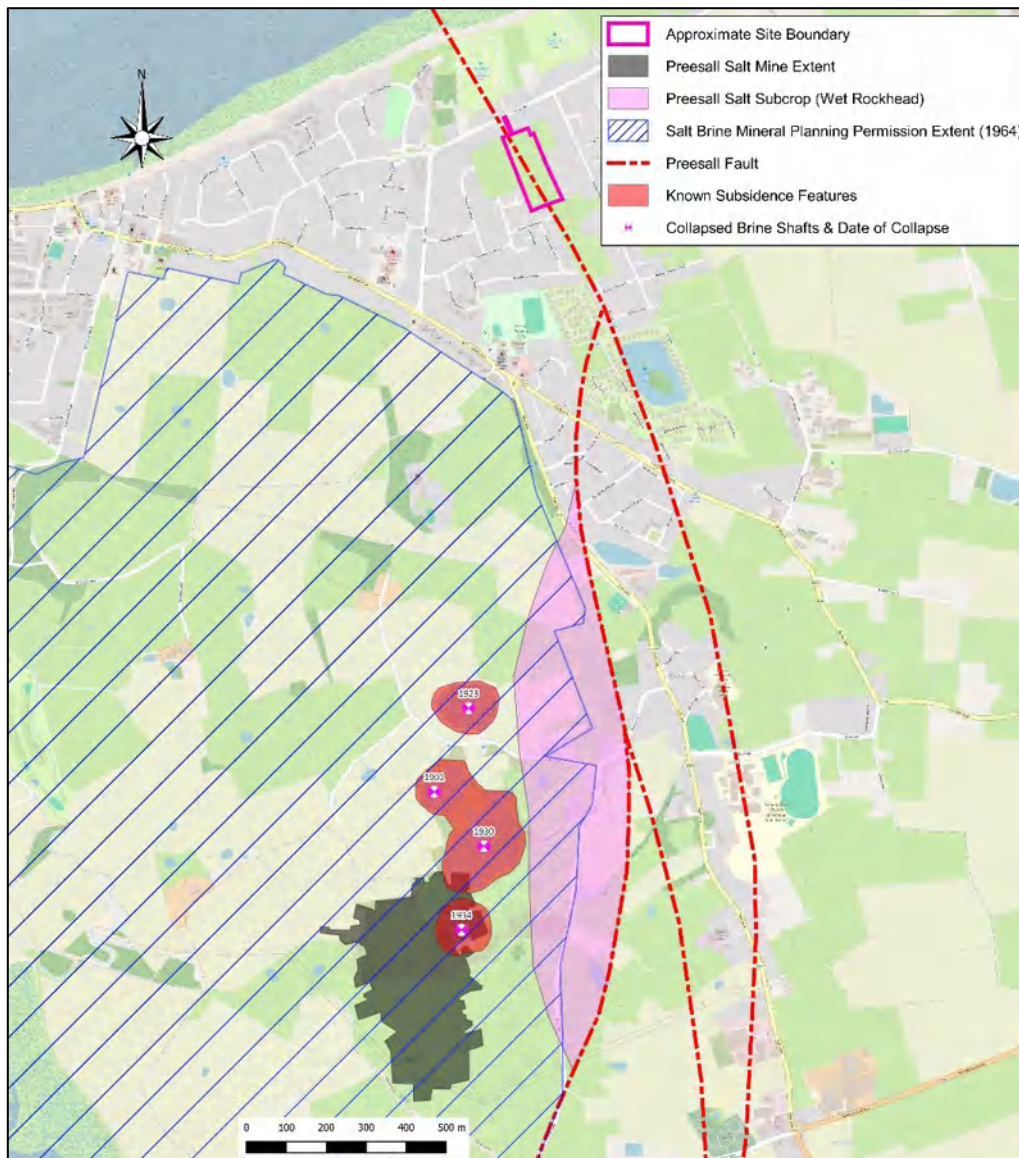 Approximate Site Boundary
Preesall Salt Mine Extent
Preesall Salt Subcrop (Wet Rockhead)
Salt Brine Mineral Planning Permission Extent (1964)
Preesall Fault
Known Subsidence Features
Collapsed Brine Shafts & Date of Collapse
N
1923
1901
1930
1934
0 100 200 300 400 500 m